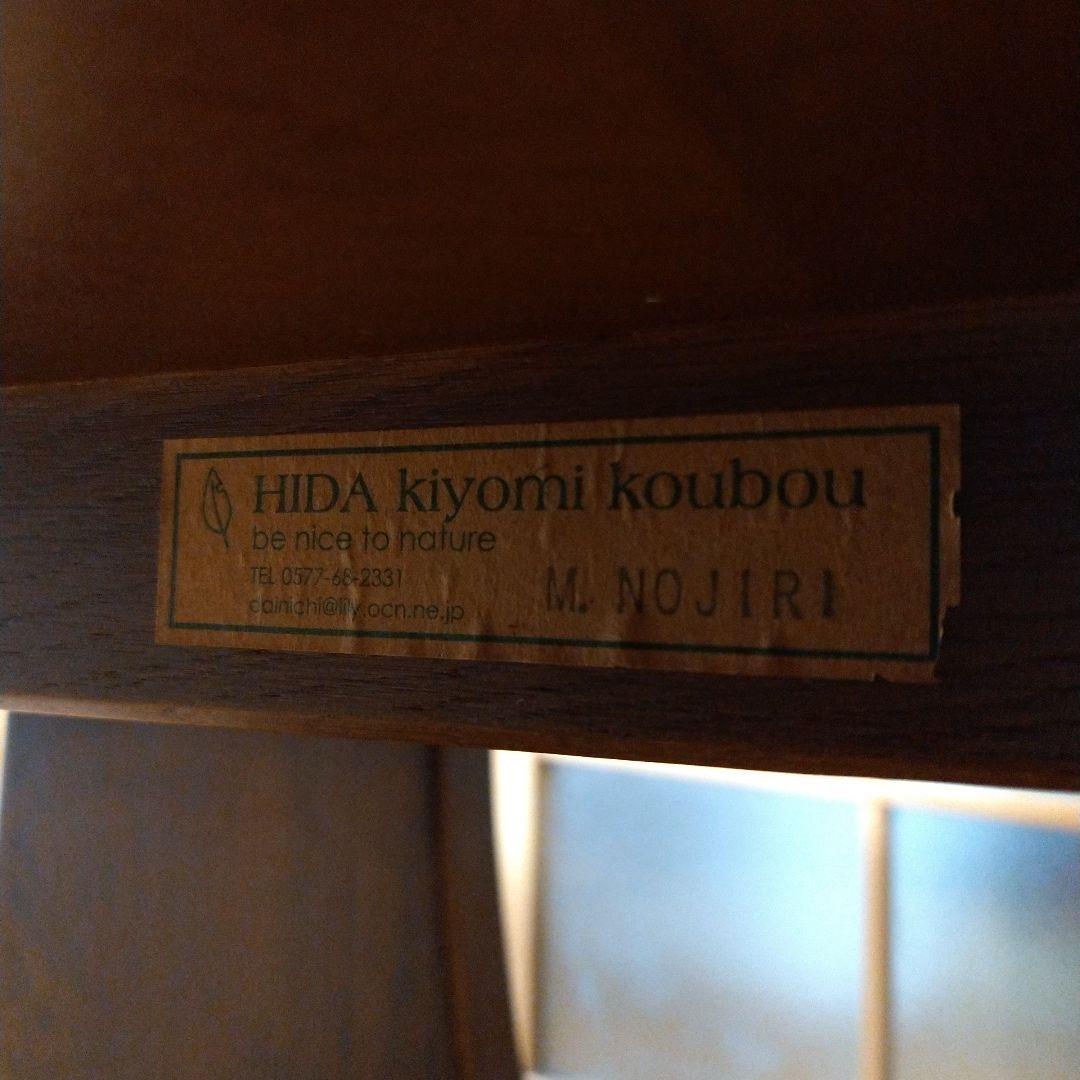 HIDA kiyomi koubou
be nice to nature
TEL 0577-68-2331
dainichi@lily.ocn.ne.jp
M. NOJIRI